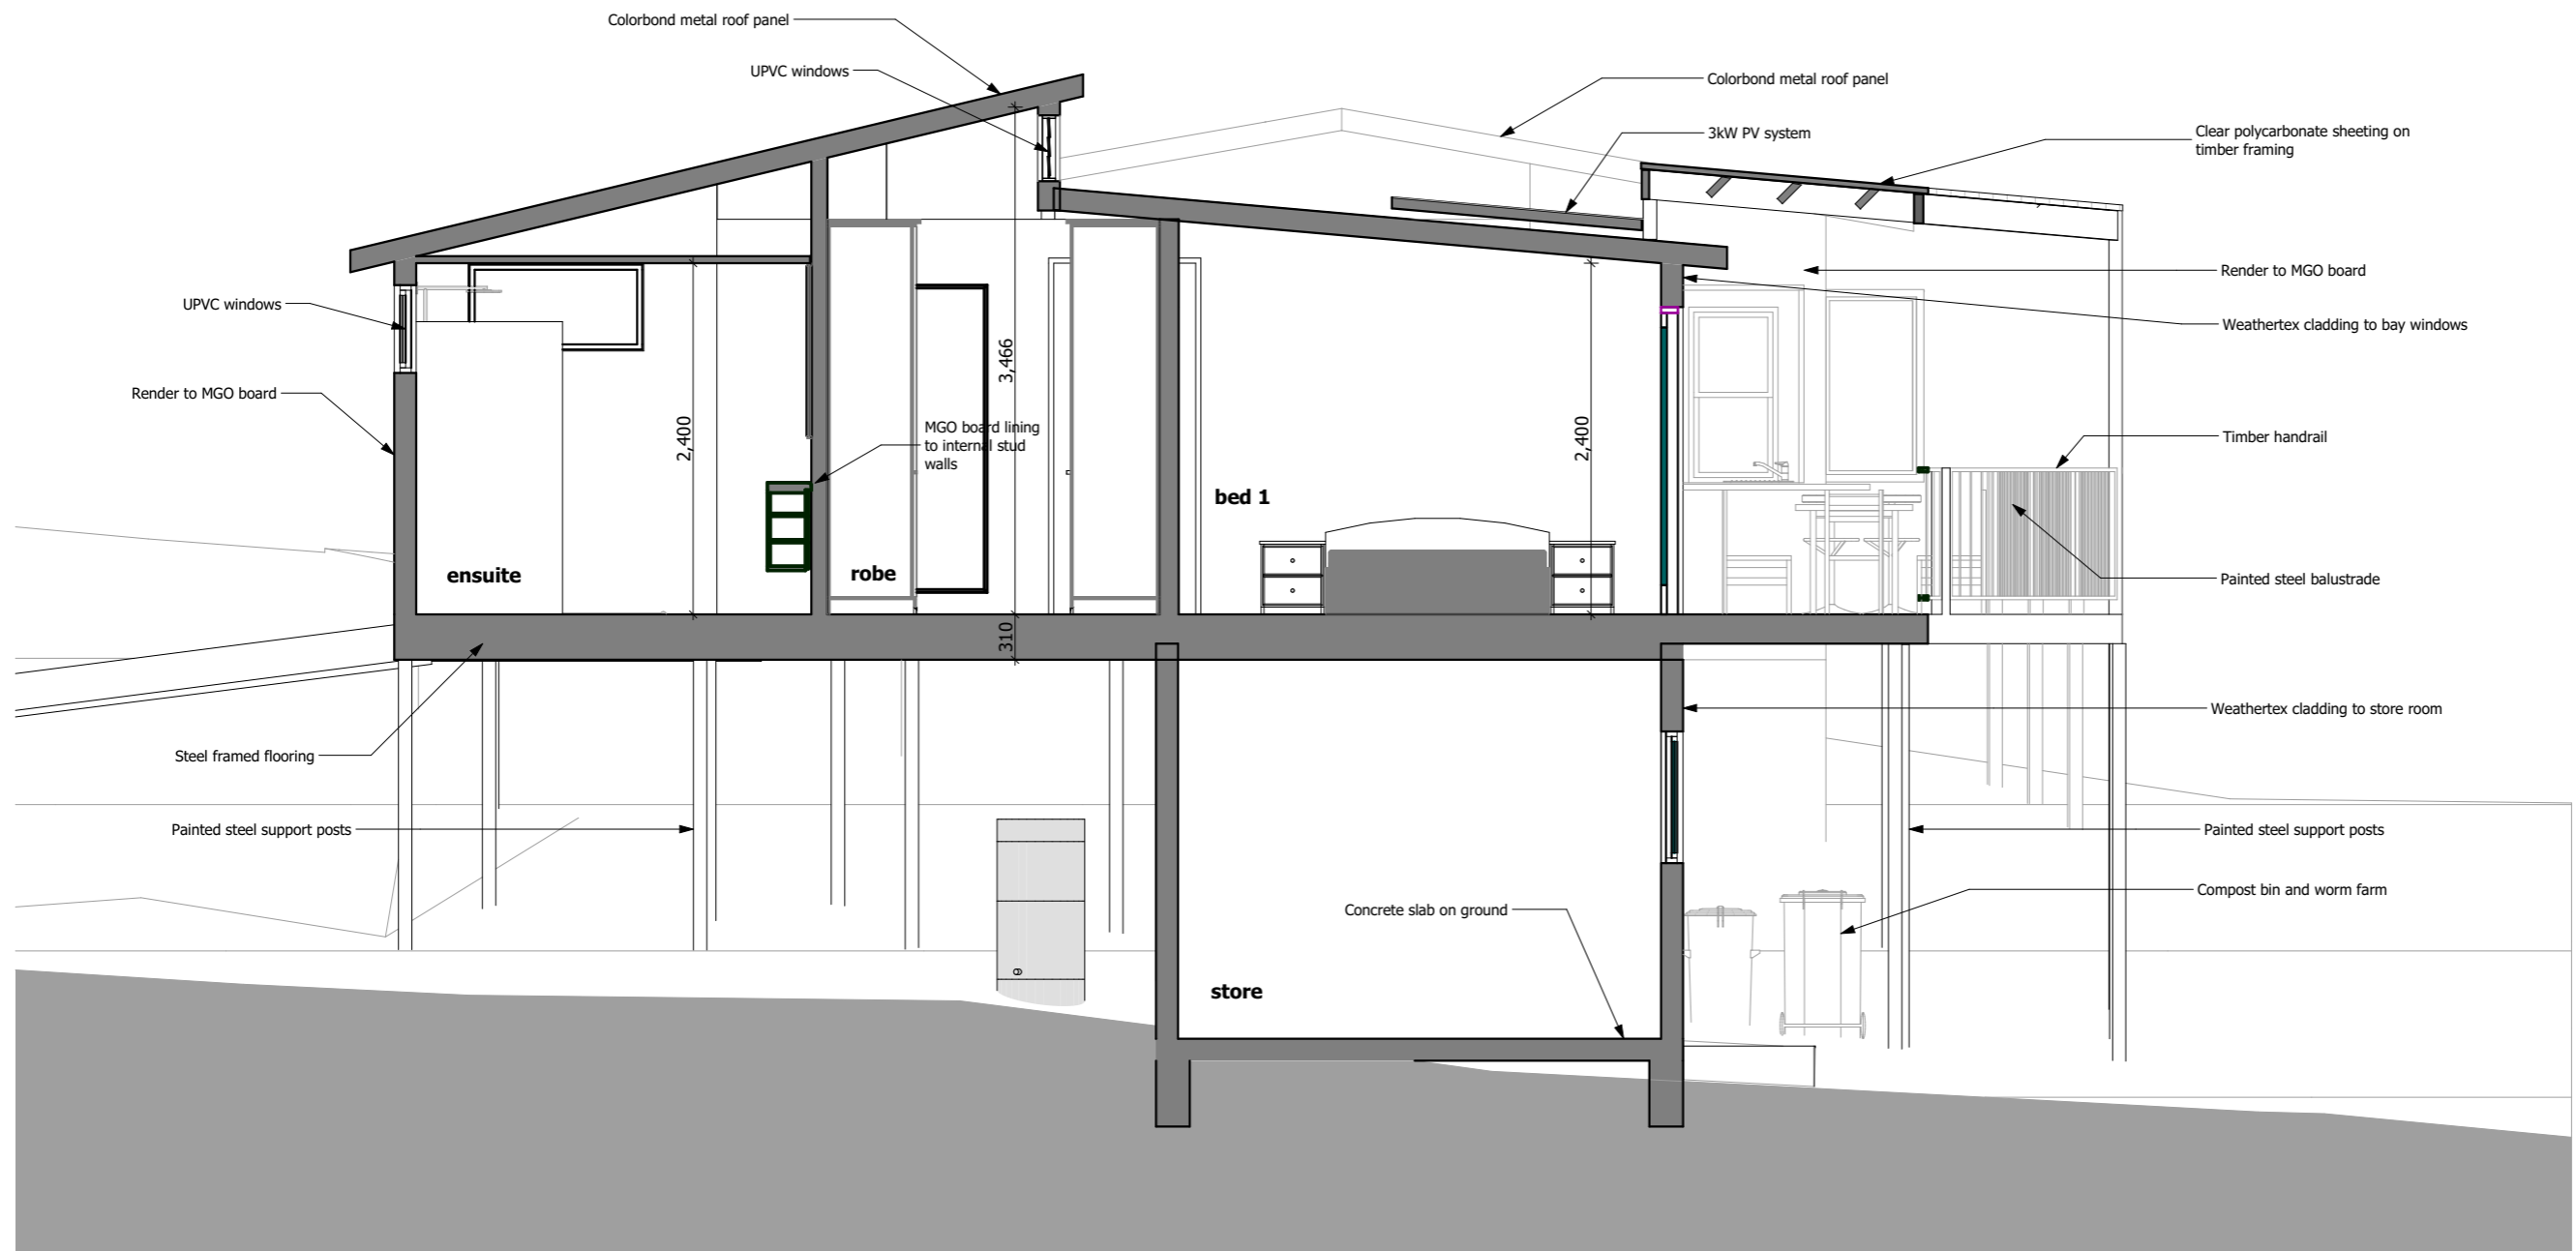 Colorbond metal roof panel
UPVC windows
Colorbond metal roof panel
3kW PV system
Clear polycarbonate sheeting on
timber framing
UPVC windows
Render to MGO board
Weathertex cladding to bay windows
Render to MGO board
3,466
2,400
2,400
MGO board lining
to internal stud
walls
Timber handrail
bed 1
ensuite
robe
Painted steel balustrade
310
Weathertex cladding to store room
Steel framed flooring
Painted steel support posts
Painted steel support posts
Compost bin and worm farm
Concrete slab on ground
store